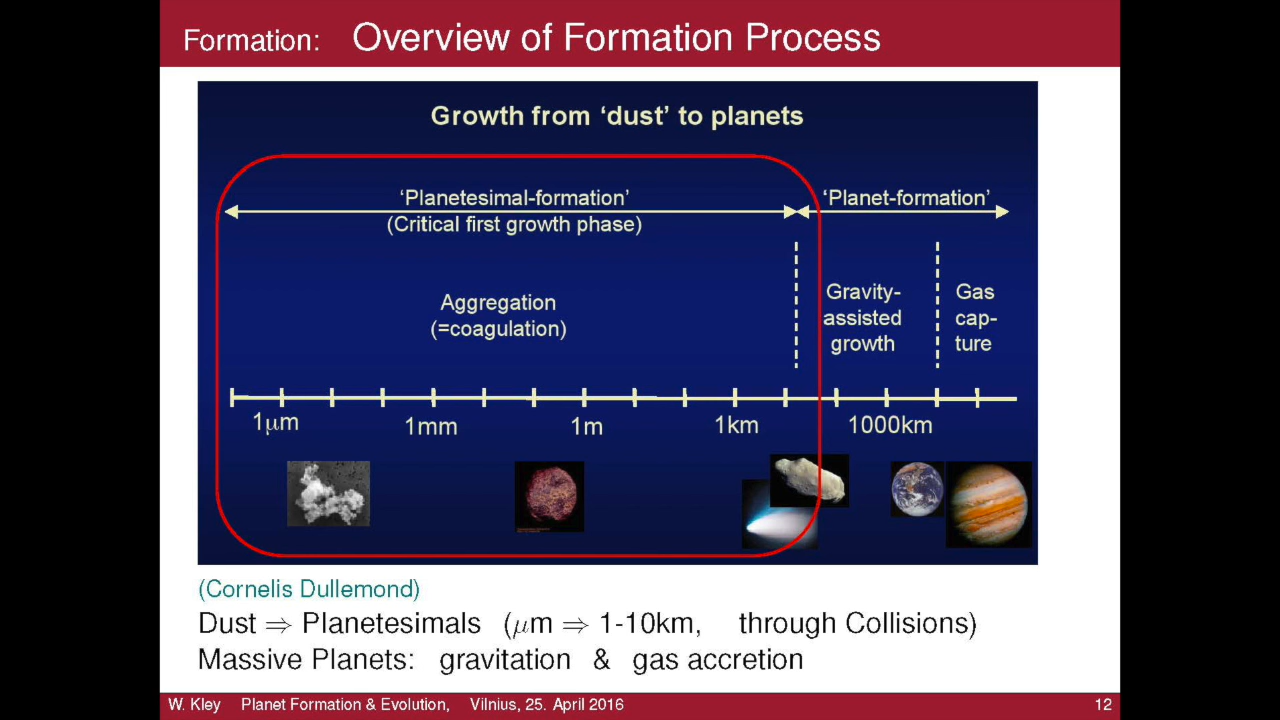 Formation: Overview of Formation Process
Growth from ‘dust’ to planets
‘Planetesimal-formation’
‘Planet-formation’
(Critical first growth phase)
Aggregation
(=coagulation)
Gravity-
assisted
growth
Gas
cap-
ture
1μm 1mm 1m 1km 1000km
(Cornelis Dullemond)
Dust ⇒ Planetesimals (μm ⇒ 1-10km, through Collisions)
Massive Planets: gravitation & gas accretion
W. Kley Planet Formation & Evolution, Vilnius, 25. April 2016 12